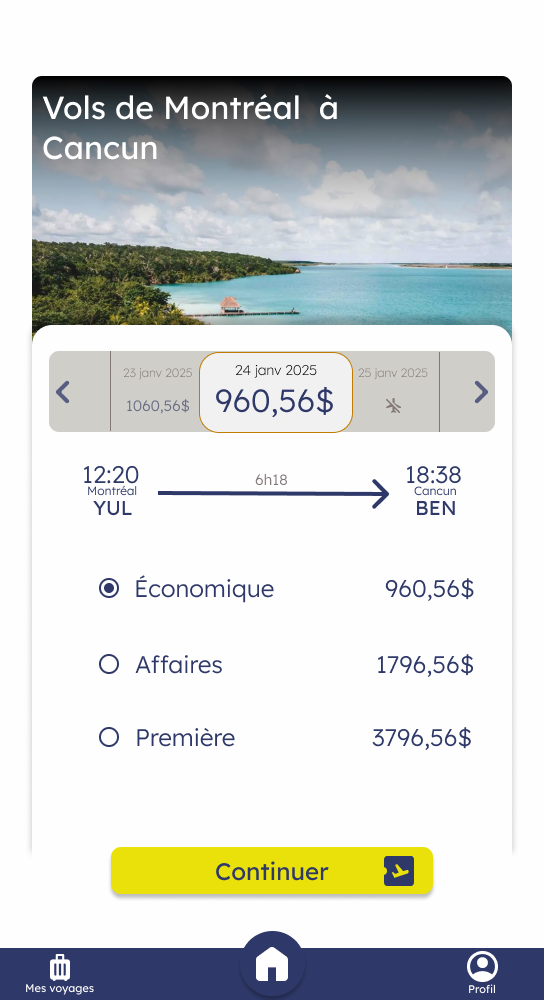 Vols de Montréal à
Cancun
23 janv 2025
24 janv 2025
25 janv 2025
1060,56$
960,56$
12:20
6h18
18:38
Montréal
Cancun
YUL
BEN
Économique
960,56$
Affaires
1796,56$
Première
3796,56$
Continuer
Mes voyages
Profil